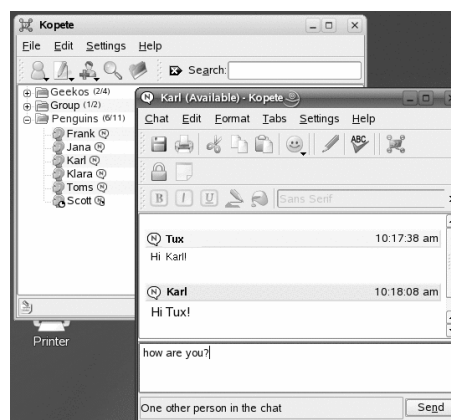 Kopete
File Edit Settings Help
Search:
Geekos (2/4)
Group (1/2)
Penguins (6/11)
Frank
Jana
Karl
Klara
Toms
Scott
Printer
Karl (Available) - Kopete
Chat Edit Format Tabs Settings Help
ABC
B I U Sans Serif
Tux 10:17:38 am
Hi Karl!
Karl 10:18:08 am
Hi Tux!
how are you?
One other person in the chat Send